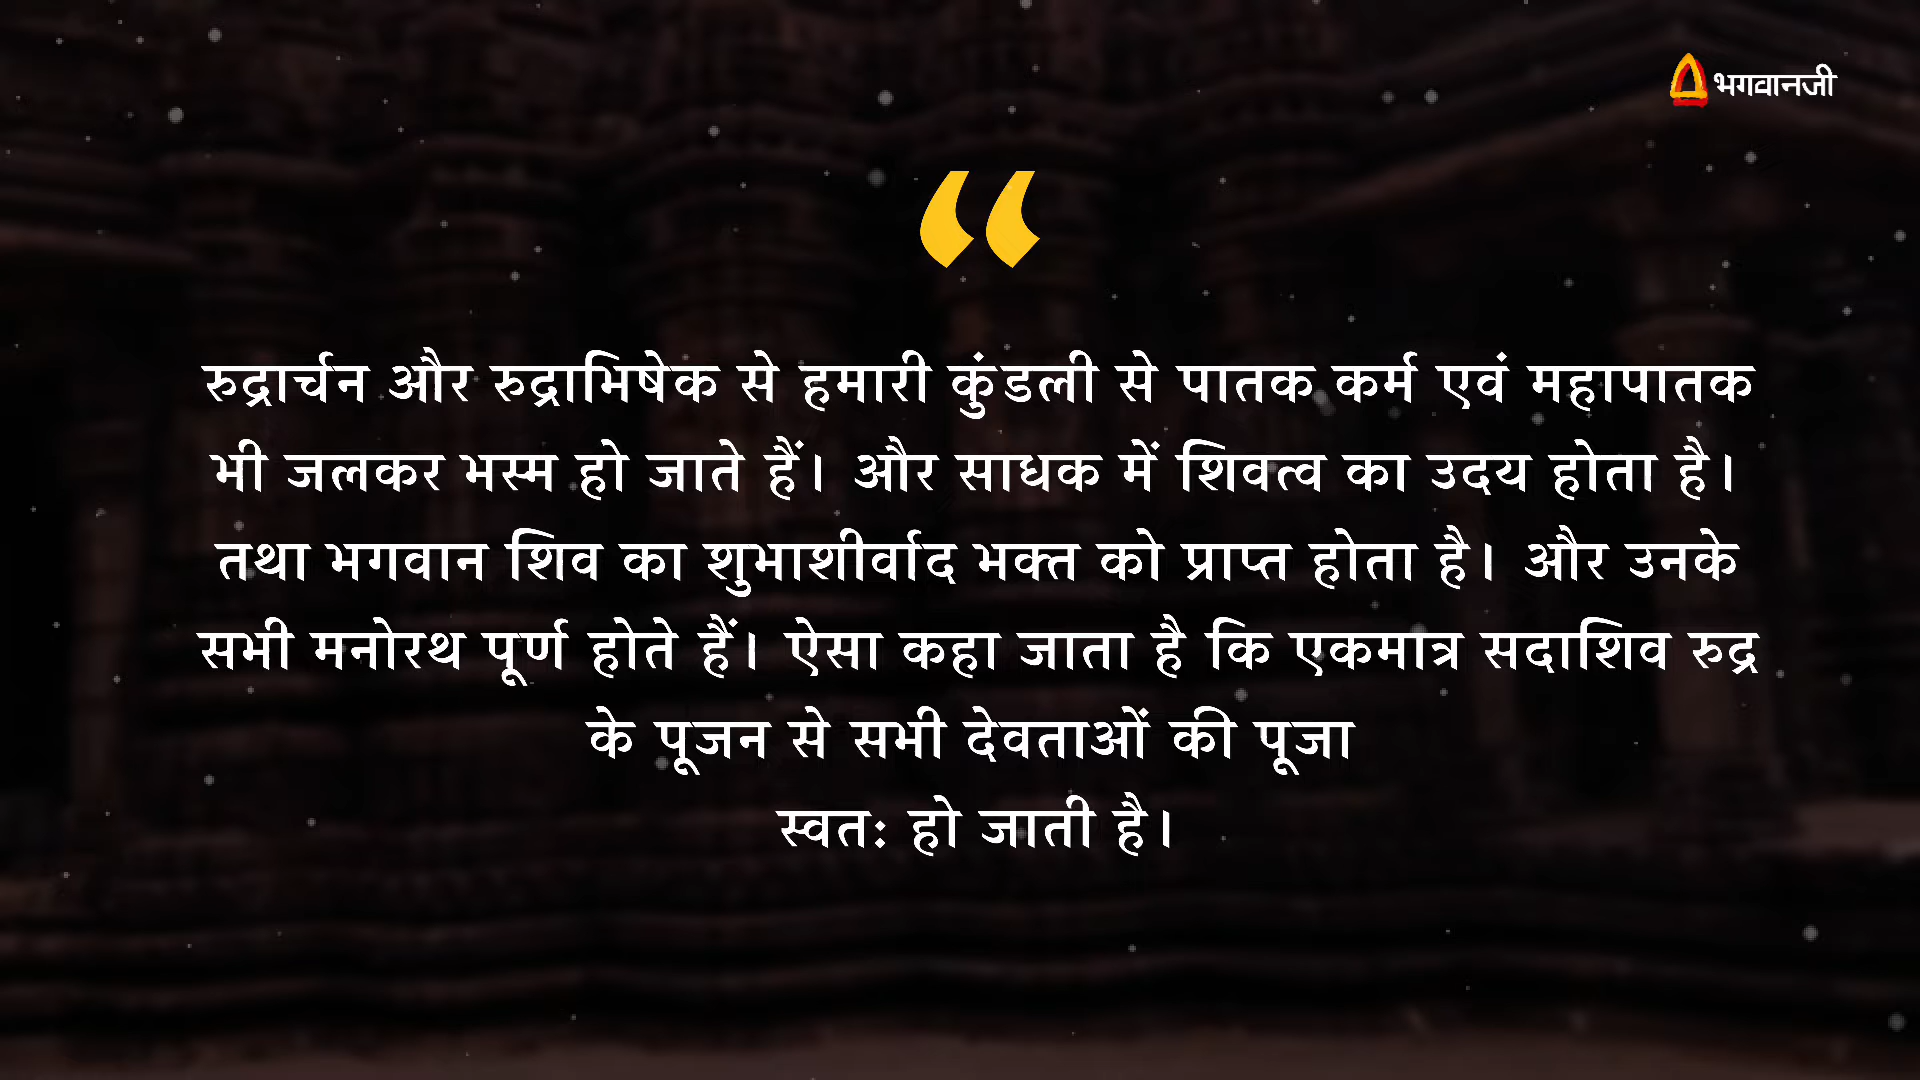 भगवानजी
“
रुद्रार्चन और रुद्राभिषेक से हमारी कुंडली से पातक कर्म एवं महापातक
भी जलकर भस्म हो जाते हैं। और साधक में शिवत्व का उदय होता है।
तथा भगवान शिव का शुभाशीर्वाद भक्त को प्राप्त होता है। और उनके
सभी मनोरथ पूर्ण होते हैं। ऐसा कहा जाता है कि एकमात्र सदाशिव रुद्र
के पूजन से सभी देवताओं की पूजा
स्वत: हो जाती है।